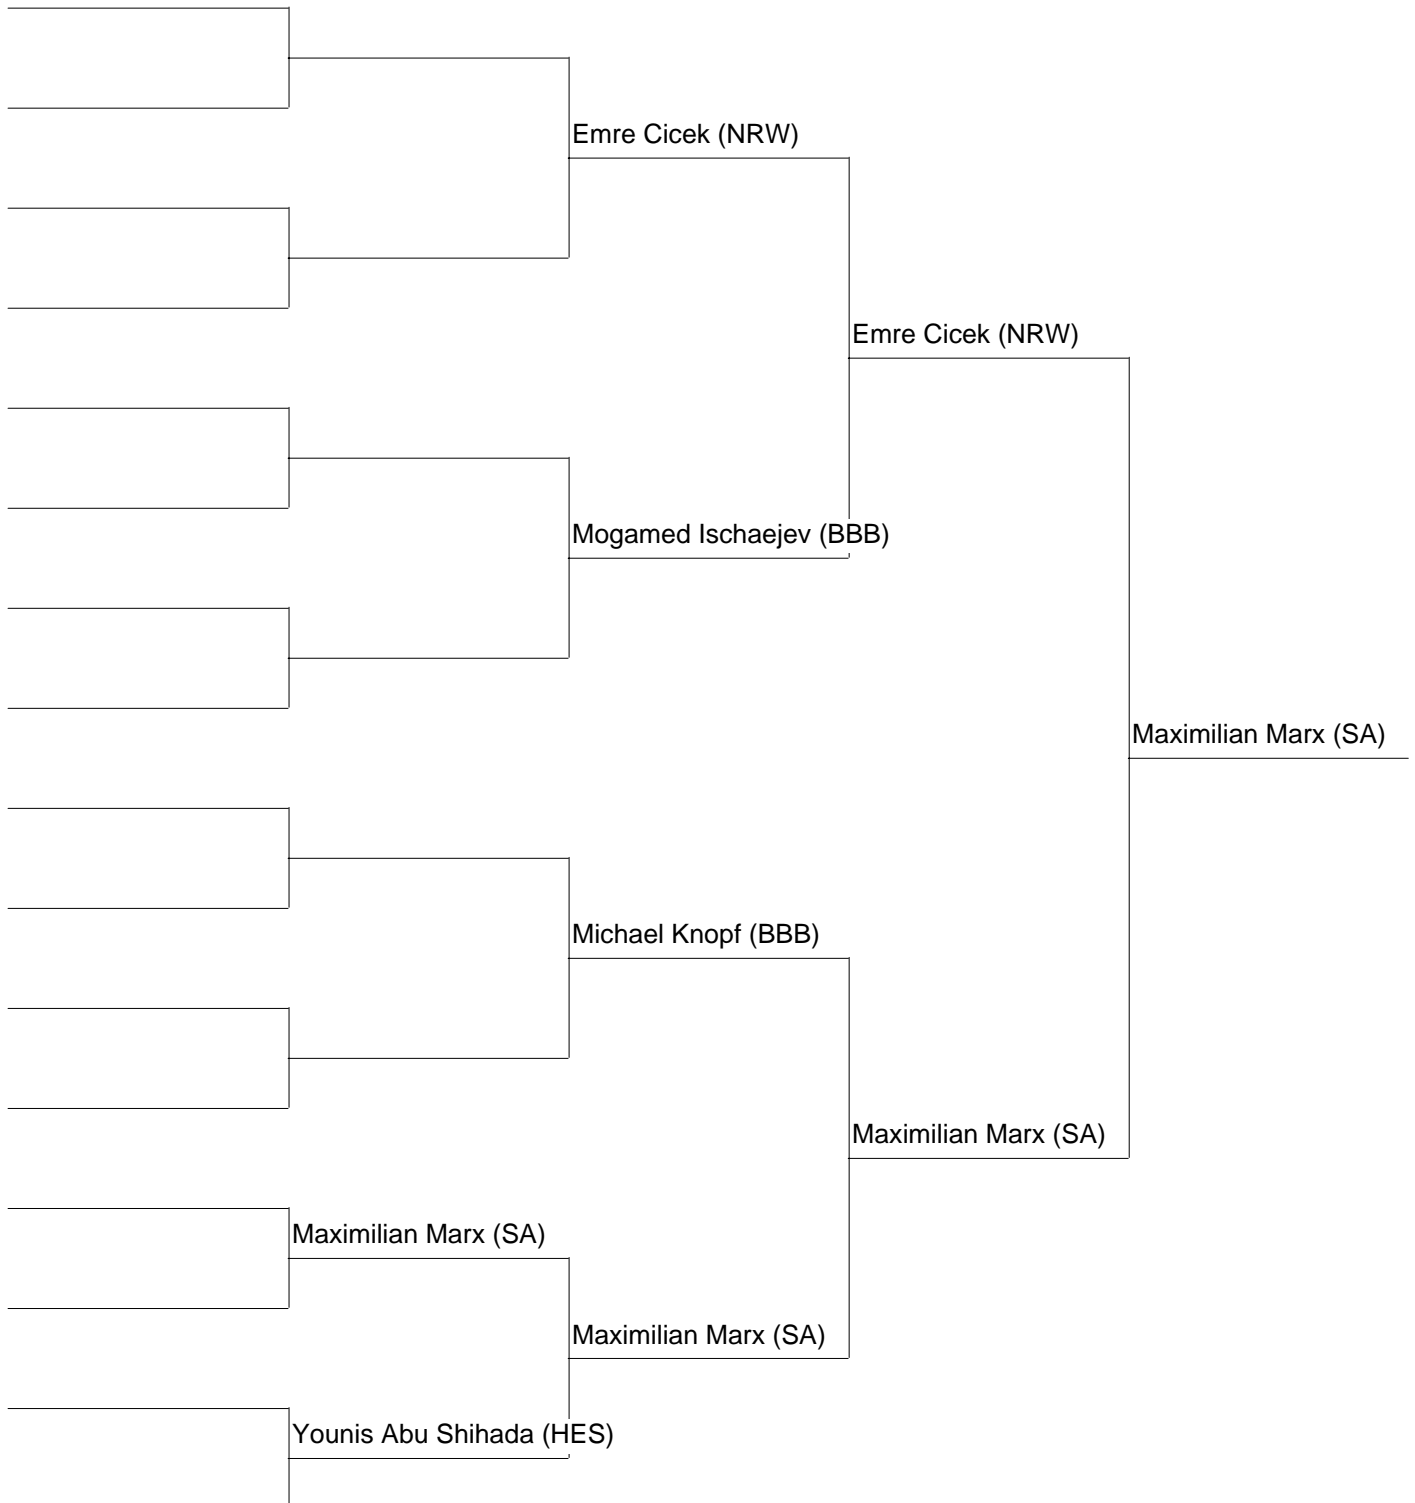 Emre Cicek (NRW)
Emre Cicek (NRW)
Mogamed Ischaejev (BBB)
Maximilian Marx (SA)
Michael Knopf (BBB)
Maximilian Marx (SA)
Maximilian Marx (SA)
Maximilian Marx (SA)
Younis Abu Shihada (HES)